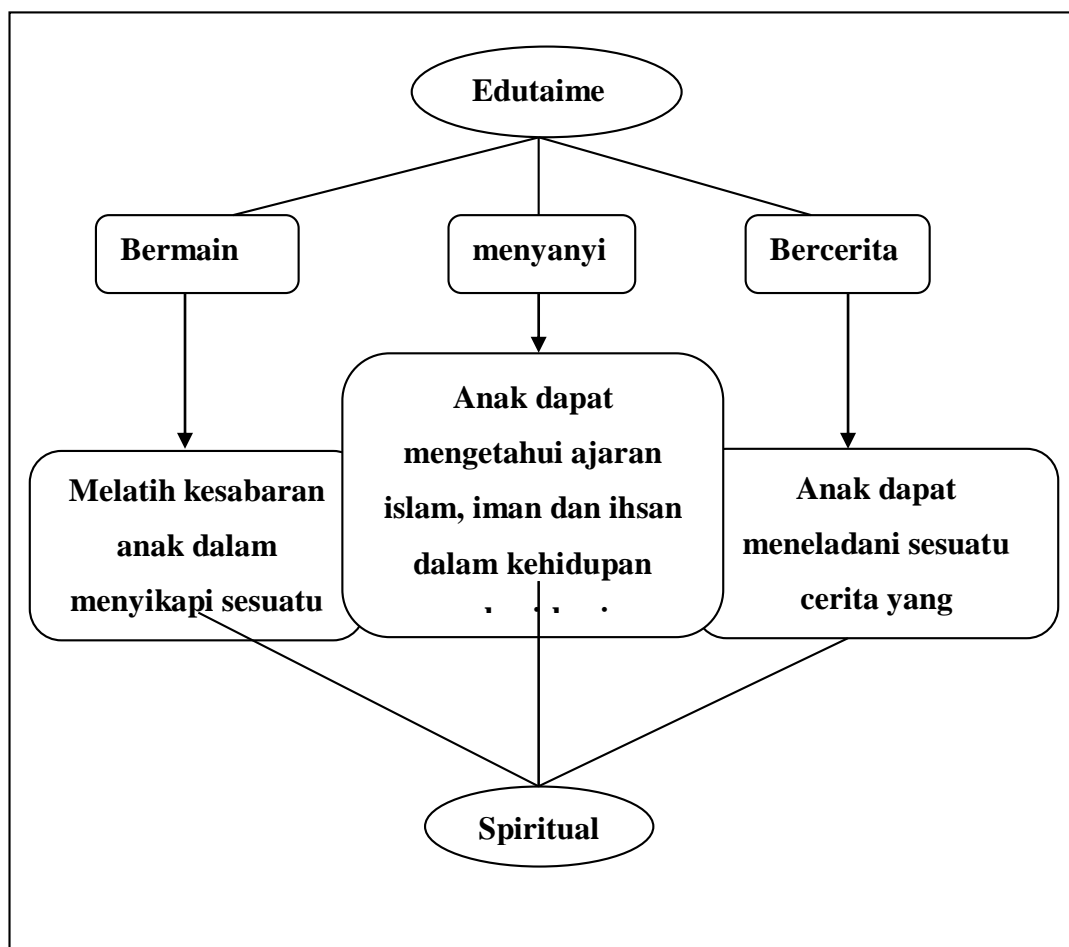 Edutaime
Bermain
menyanyi
Bercerita
Melatih kesabaran
anak dalam
menyikapi sesuatu
Anak dapat
mengetahui ajaran
islam, iman dan ihsan
dalam kehidupan
Anak dapat
meneladani sesuatu
cerita yang
Spiritual